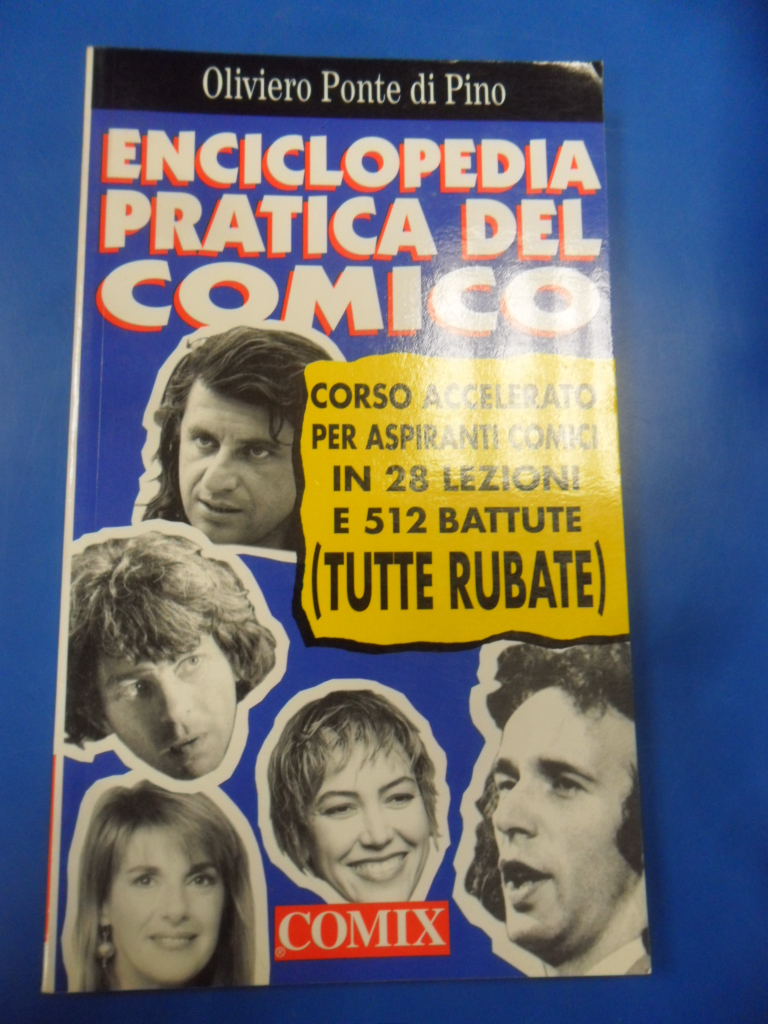 Oliviero Ponte di Pino
ENCICLOPEDIA
PRATICA DEL
COMICO
CORSO ACCELERATO
PER ASPIRANTI COMICI
IN 28 LEZIONI
E 512 BATTUTE
(TUTTE RUBATE)
COMIX
®